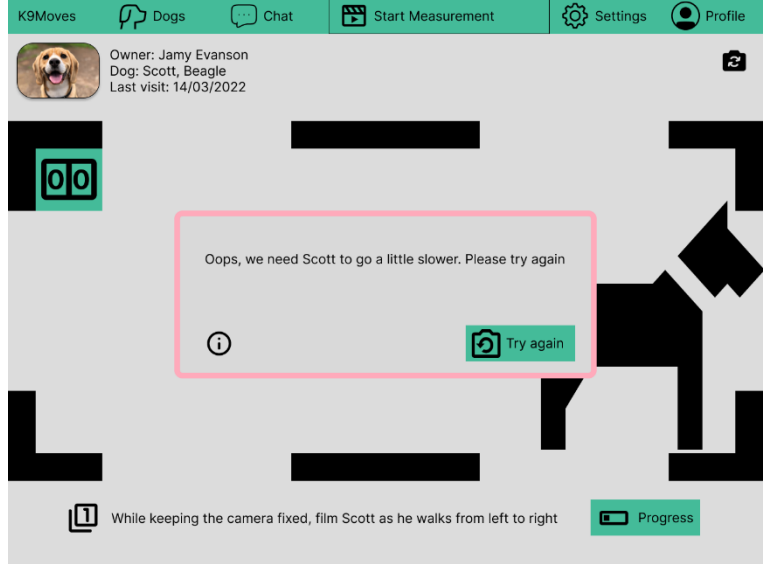 K9Moves
Dogs
Chat
Start Measurement
Settings
Profile
Owner: Jamy Evanson
Dog: Scott, Beagle
Last visit: 14/03/2022
00
Oops, we need Scott to go a little slower. Please try again
Try again
1
While keeping the camera fixed, film Scott as he walks from left to right
Progress